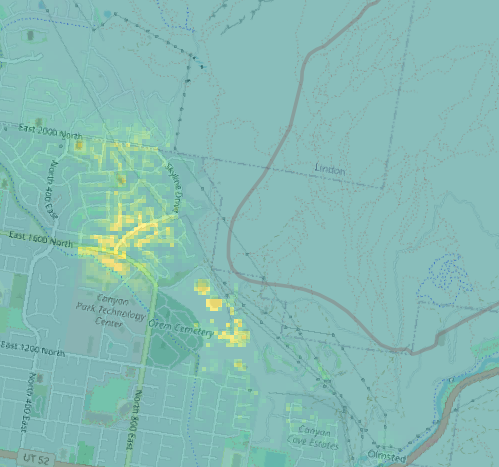 East 2000 North
Lindon
Skyline Drive
North 400 East
East 1600 North
Canyon
Park Technology
Center
Orem Cemetery
East 1200 North
North 400 East
North 800 East
Canyon
Cove Estates
Olmsted
UT 52